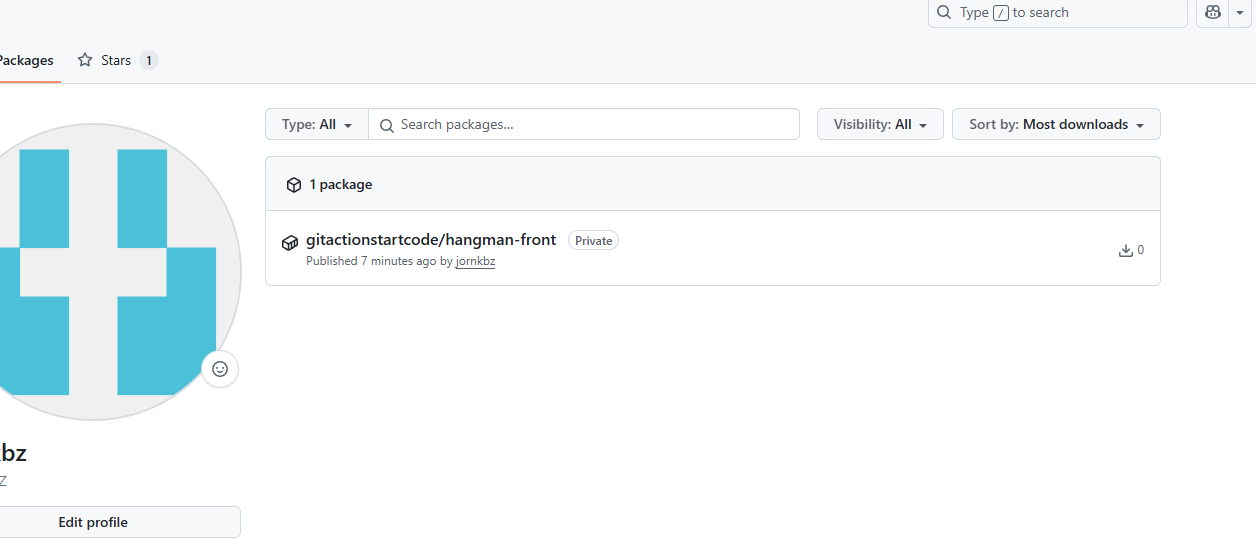 Type / to search
Packages
Stars 1
Type: All
Search packages...
Visibility: All
Sort by: Most downloads
1 package
gitactionstartcode/hangman-front Private
Published 7 minutes ago by jornkbz
0
bz
Edit profile